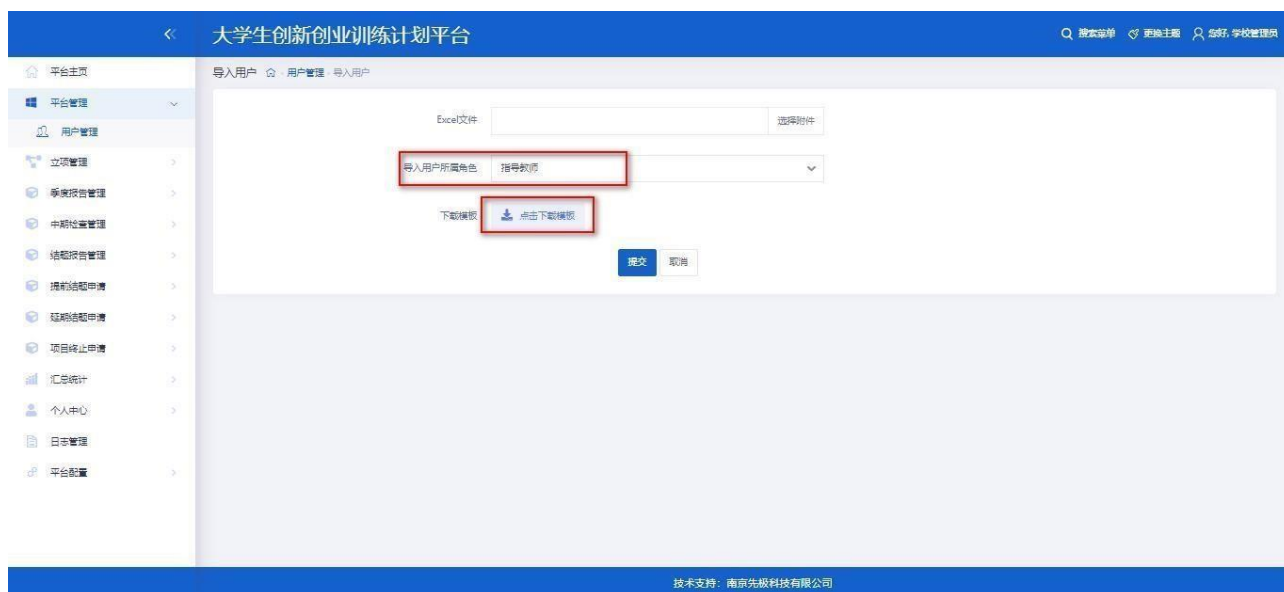 大学生创新创业训练计划平台
搜索菜单 更换主题 您好, 学校管理员
平台主页
平台管理
用户管理
立项管理
季度报告管理
中期检查管理
结题报告管理
提前结题申请
延期结题申请
项目终止申请
汇总统计
个人中心
日志管理
平台配置
导入用户 用户管理 导入用户
Excel文件 选择附件
导入用户所属角色 指导教师
下载模板 点击下载模板
提交 取消
技术支持：南京先极科技有限公司